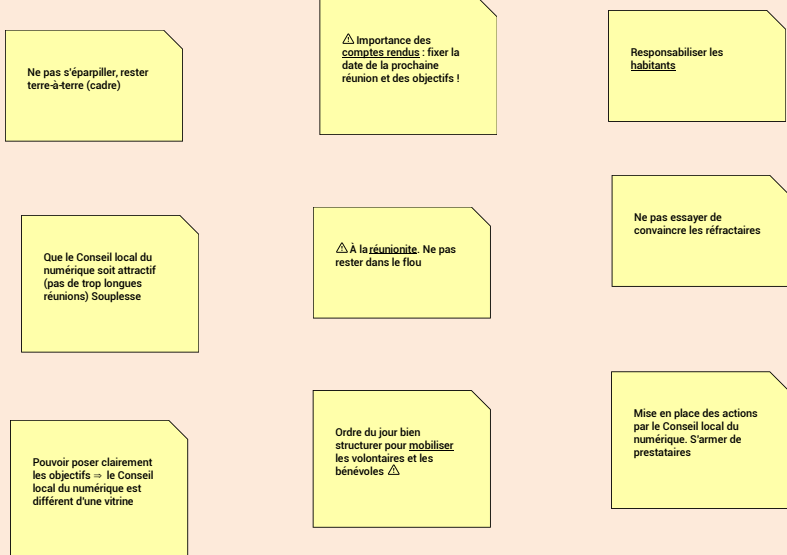 Ne pas s'éparpiller, rester
terre-à-terre (cadre)
⚠ Importance des
comptes rendus : fixer la
date de la prochaine
réunion et des objectifs !
Responsabiliser les
habitants
Que le Conseil local du
numérique soit attractif
(pas de trop longues
réunions) Souplesse
⚠ À la réunionite. Ne pas
rester dans le flou
Ne pas essayer de
convaincre les réfractaires
Pouvoir poser clairement
les objectifs ⇒ le Conseil
local du numérique est
différent d'une vitrine
Ordre du jour bien
structurer pour mobiliser
les volontaires et les
bénévoles ⚠
Mise en place des actions
par le Conseil local du
numérique. S'armer de
prestataires